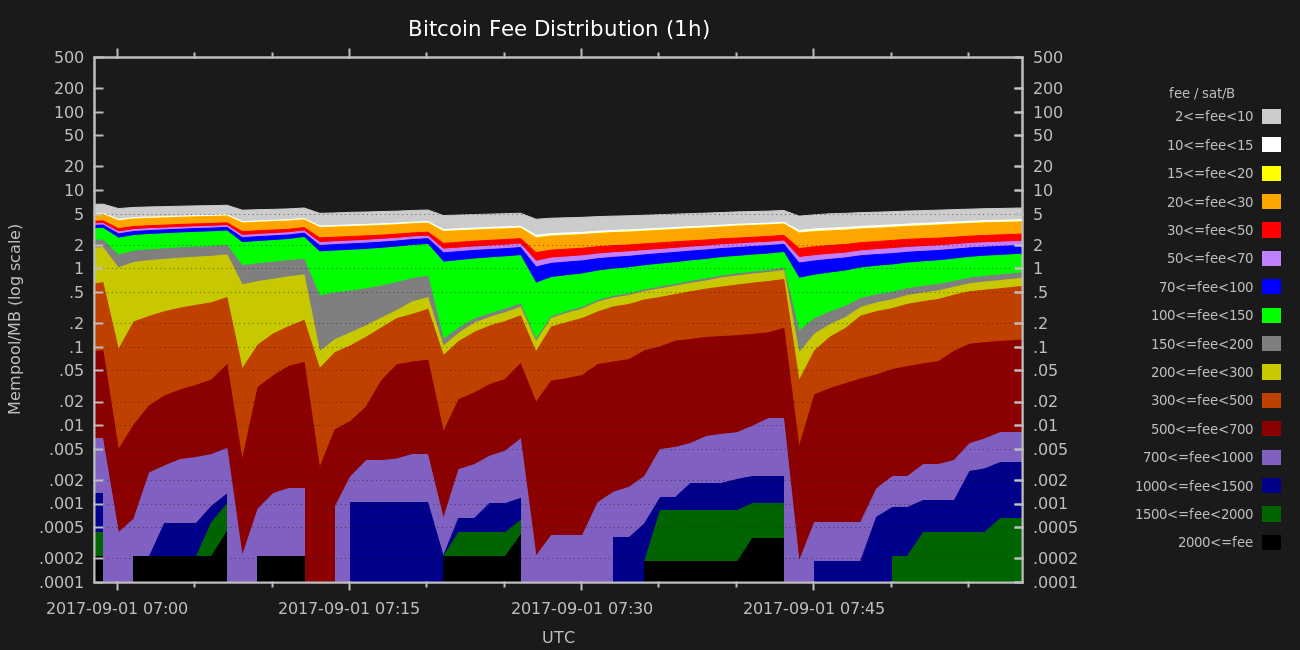 Bitcoin Fee Distribution (1h)
500 500
200 200
100 100
50 50
20 20
10 10
5 5
2 2
1 1
.5 .5
.2 .2
.1 .1
.05 .05
.02 .02
.01 .01
.005 .005
.002 .002
.001 .001
.0005 .0005
.0002 .0002
.0001 .0001
Mempool/MB (log scale)
2017-09-01 07:00 2017-09-01 07:15 2017-09-01 07:30 2017-09-01 07:45
UTC
fee / sat/B
2<=fee<10
10<=fee<15
15<=fee<20
20<=fee<30
30<=fee<50
50<=fee<70
70<=fee<100
100<=fee<150
150<=fee<200
200<=fee<300
300<=fee<500
500<=fee<700
700<=fee<1000
1000<=fee<1500
1500<=fee<2000
2000<=fee